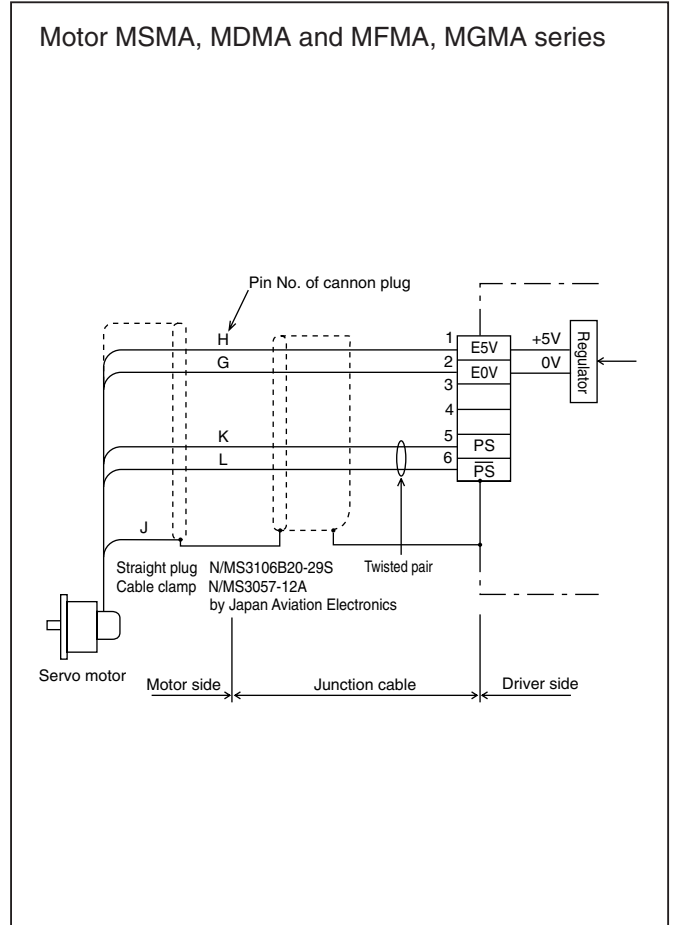 Motor MSMA, MDMA and MFMA, MGMA series
Pin No. of cannon plug
H
G
K
L
J
1
2
3
4
5
6
E5V
E0V
PS
P̅S̅
+5V
0V
Regulator
Straight plug N/MS3106B20-29S
Cable clamp N/MS3057-12A
by Japan Aviation Electronics
Twisted pair
Servo motor
Motor side
Junction cable
Driver side